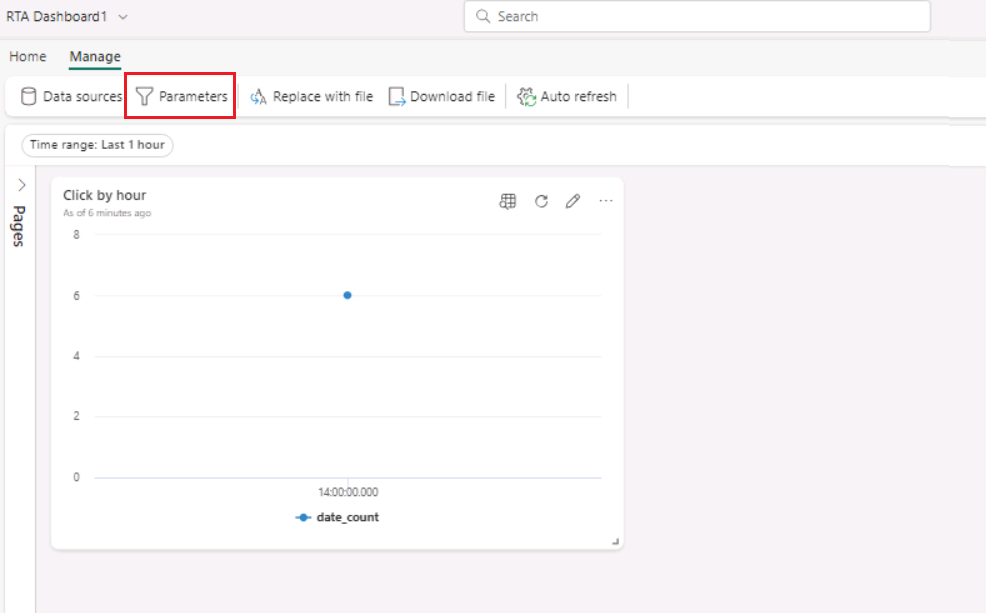 RTA Dashboard1
Search
Home Manage
Data sources Parameters Replace with file Download file Auto refresh
Time range: Last 1 hour
Pages
Click by hour
As of 6 minutes ago
8
6
4
2
0
14:00:00.000
date_count